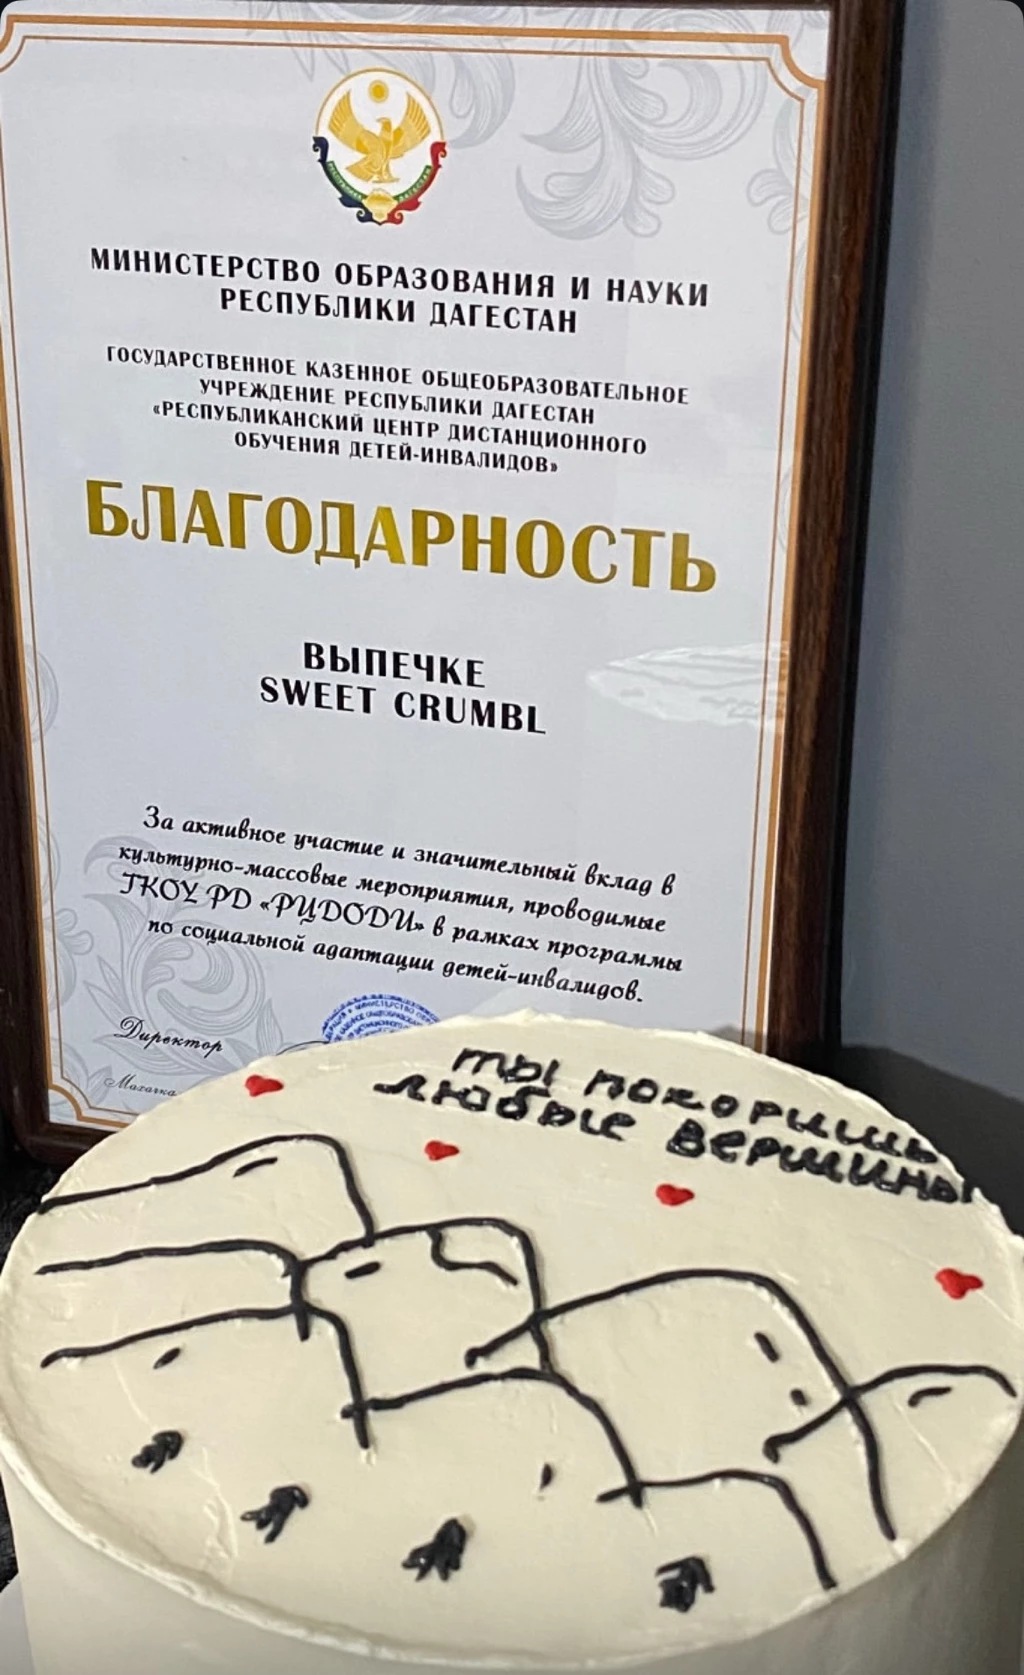 МИНИСТЕРСТВО ОБРАЗОВАНИЯ И НАУКИ
РЕСПУБЛИКИ ДАГЕСТАН
ГОСУДАРСТВЕННОЕ КАЗЕННОЕ ОБЩЕОБРАЗОВАТЕЛЬНОЕ
УЧРЕЖДЕНИЕ РЕСПУБЛИКИ ДАГЕСТАН
«РЕСПУБЛИКАНСКИЙ ЦЕНТР ДИСТАНЦИОННОГО
ОБУЧЕНИЯ ДЕТЕЙ-ИНВАЛИДОВ»
БЛАГОДАРНОСТЬ
ВЫПЕЧКЕ
SWEET CRUMBL
За активное участие и значительный вклад в
культурно-массовые мероприятия, проводимые
ГКОУ РД «РЦДОДИ» в рамках программы
по социальной адаптации детей-инвалидов.
Директор
Махачка
ты покоришь
любые вершины